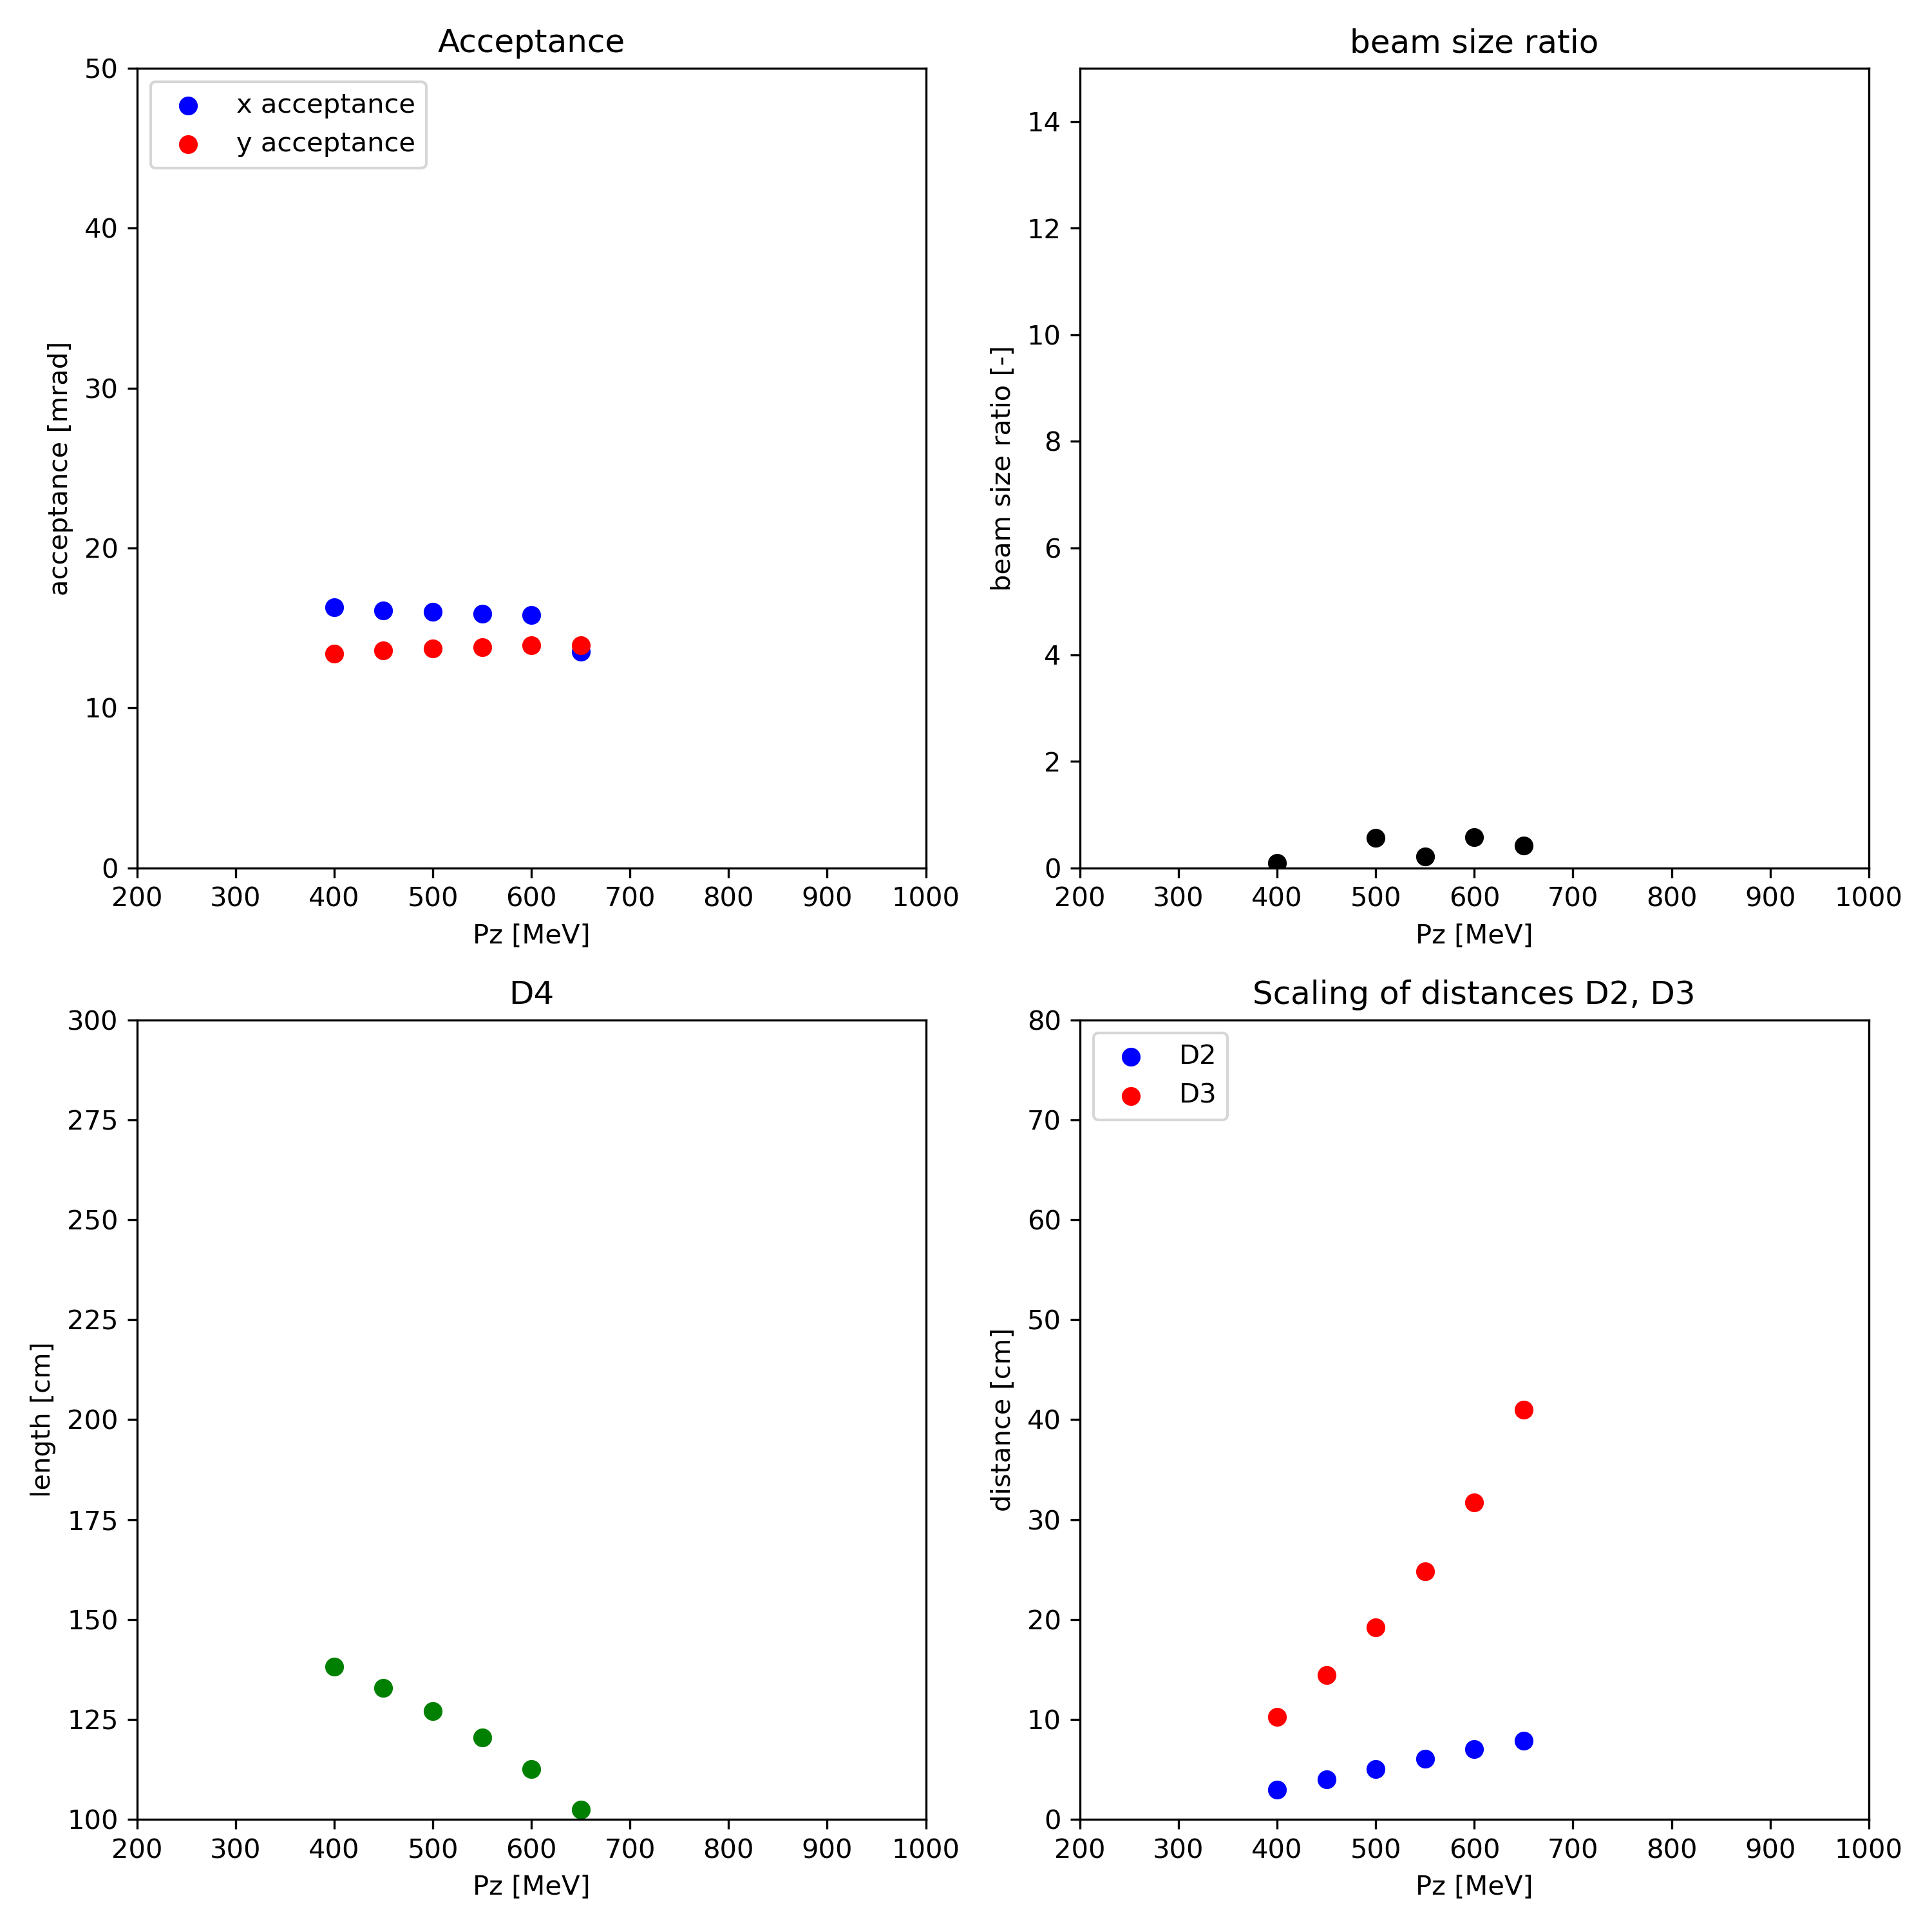 Acceptance
50
40
30
20
10
0
acceptance [mrad]
x acceptance
y acceptance
200 300 400 500 600 700 800 900 1000
Pz [MeV]
beam size ratio
14
12
10
8
6
4
2
0
beam size ratio [-]
200 300 400 500 600 700 800 900 1000
Pz [MeV]
D4
300
275
250
225
200
175
150
125
100
length [cm]
200 300 400 500 600 700 800 900 1000
Pz [MeV]
Scaling of distances D2, D3
80
70
60
50
40
30
20
10
0
distance [cm]
D2
D3
200 300 400 500 600 700 800 900 1000
Pz [MeV]